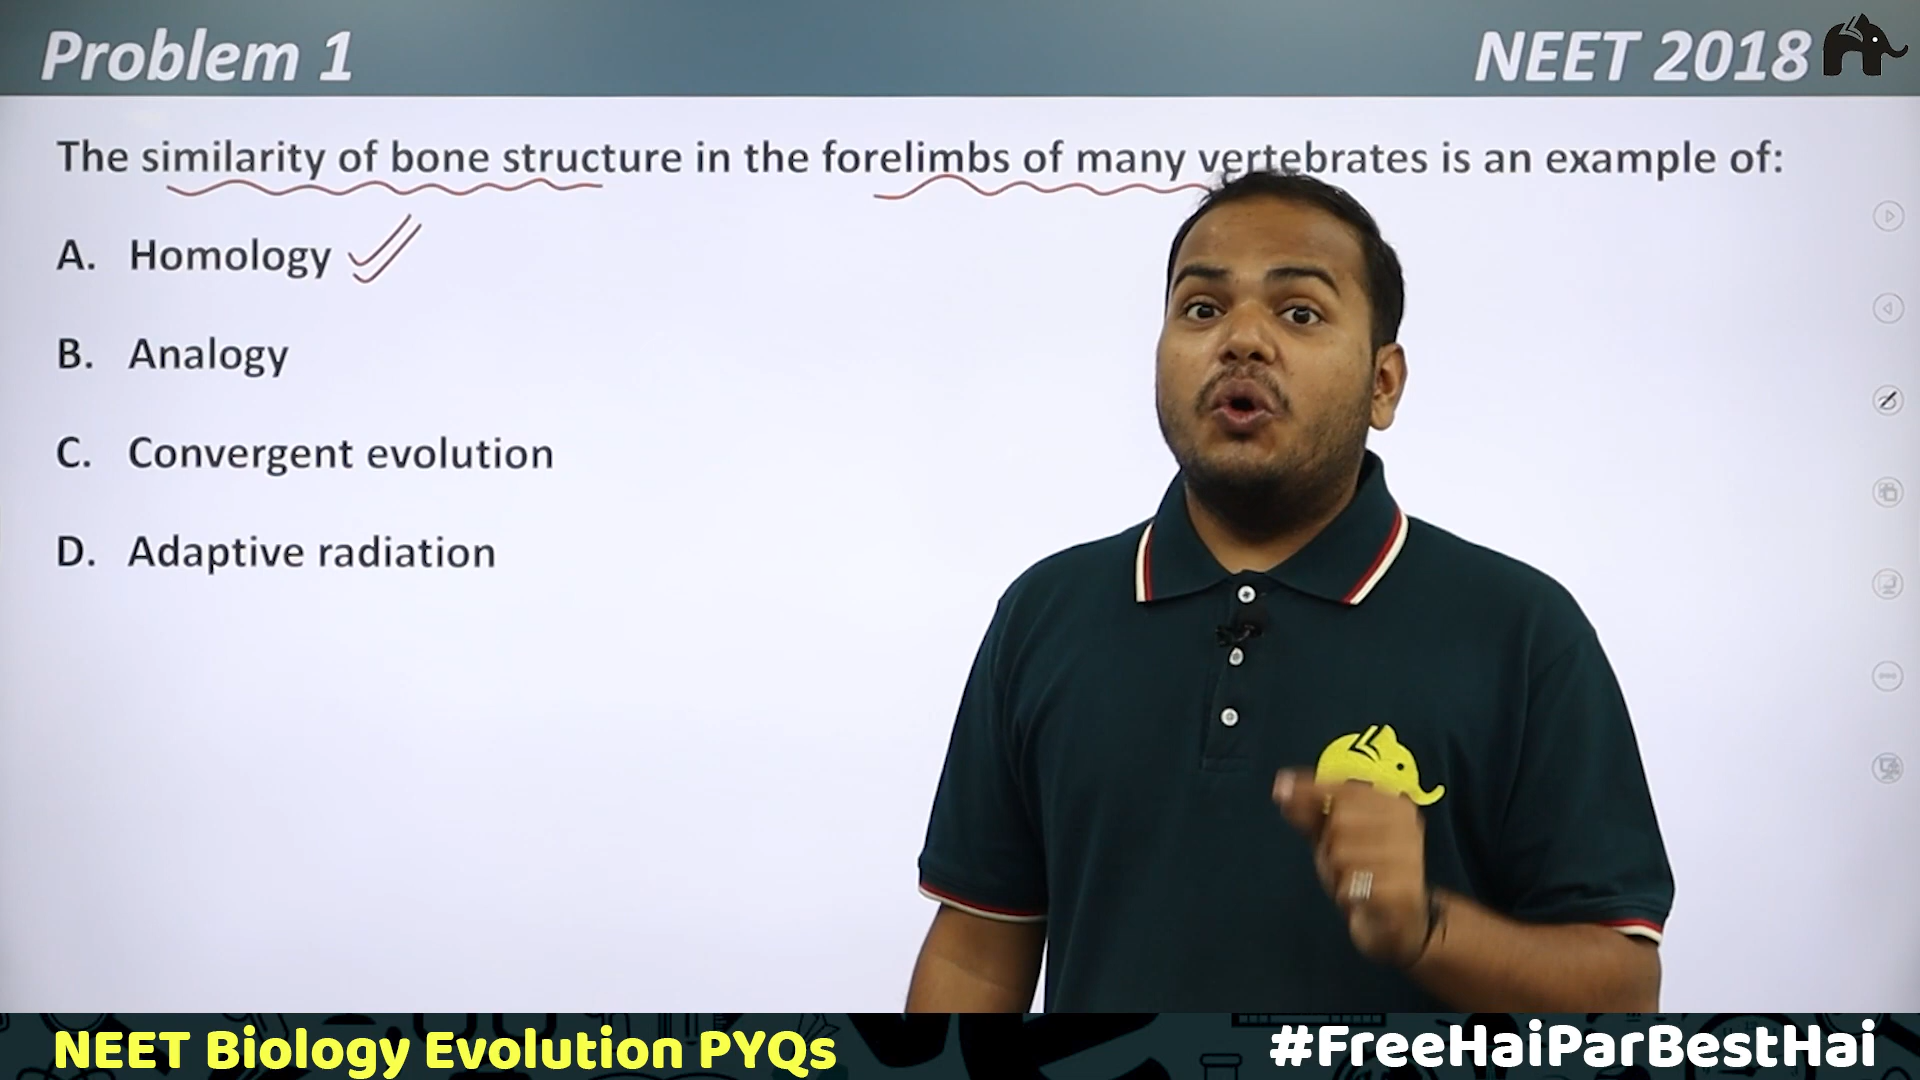 Problem 1
NEET 2018
The similarity of bone structure in the forelimbs of many vertebrates is an example of:
A. Homology
B. Analogy
C. Convergent evolution
D. Adaptive radiation
NEET Biology Evolution PYQs
#FreeHaiParBestHai